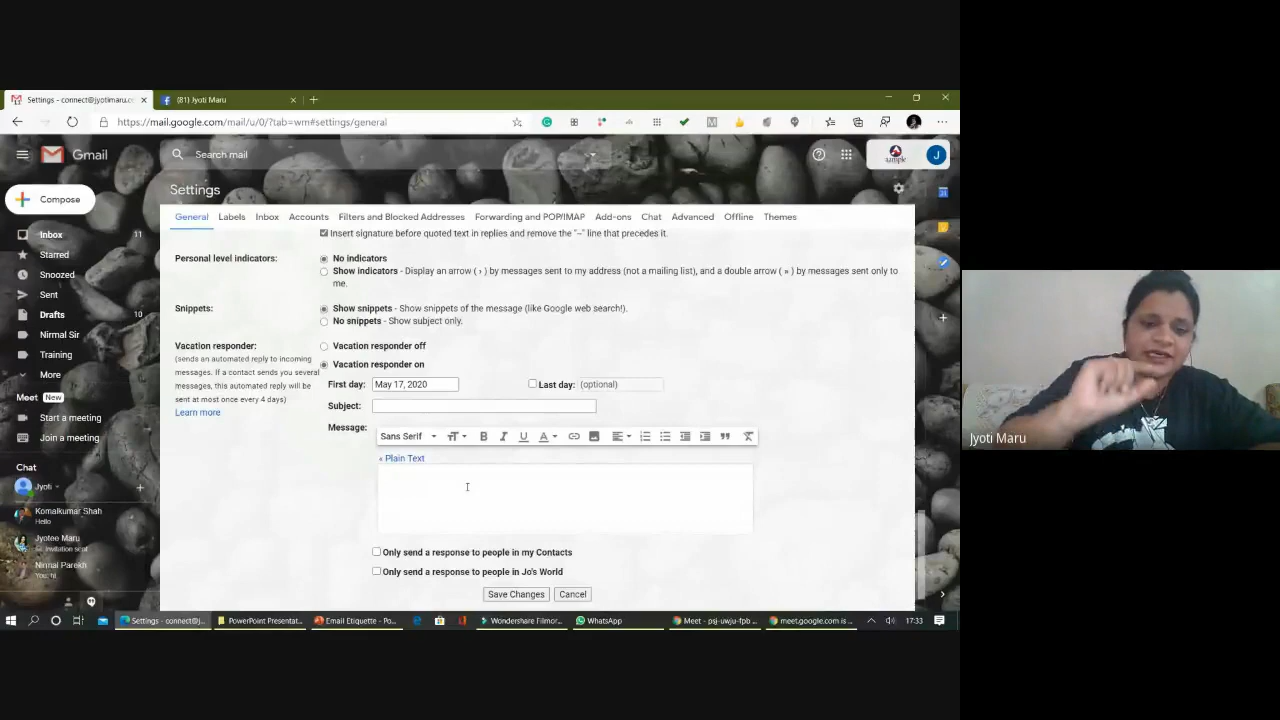 Settings - connect@jyotimaru.c
(81) Jyoti Maru
https://mail.google.com/mail/u/0/?tab=wm#settings/general
Gmail
Search mail
J
Compose
Settings
General Labels Inbox Accounts Filters and Blocked Addresses Forwarding and POP/IMAP Add-ons Chat Advanced Offline Themes
Inbox 11
Starred
Snoozed
Sent
Drafts 10
Nirmal Sir
Training
More
Meet New
Start a meeting
Join a meeting
Chat
Jyoti
Komalkumar Shah
Hello
Jyotee Maru
Invitation sent
Nirmal Parekh
You: hi
Insert signature before quoted text in replies and remove the "--" line that precedes it.
Personal level indicators:
No indicators
Show indicators - Display an arrow ( › ) by messages sent to my address (not a mailing list), and a double arrow ( » ) by messages sent only to
me.
Snippets:
Show snippets - Show snippets of the message (like Google web search!).
No snippets - Show subject only.
Vacation responder:
(sends an automated reply to incoming
messages. If a contact sends you several
messages, this automated reply will be
sent at most once every 4 days)
Learn more
Vacation responder off
Vacation responder on
First day: May 17, 2020 Last day: (optional)
Subject:
Message:
Sans Serif
« Plain Text
Only send a response to people in my Contacts
Only send a response to people in Jo's World
Save Changes Cancel
Jyoti Maru
Settings - connect@j... PowerPoint Presentat... Email Etiquette - Po... Wondershare Filmor... WhatsApp Meet - psj-uwju-fpb ... meet.google.com is ... 17:33